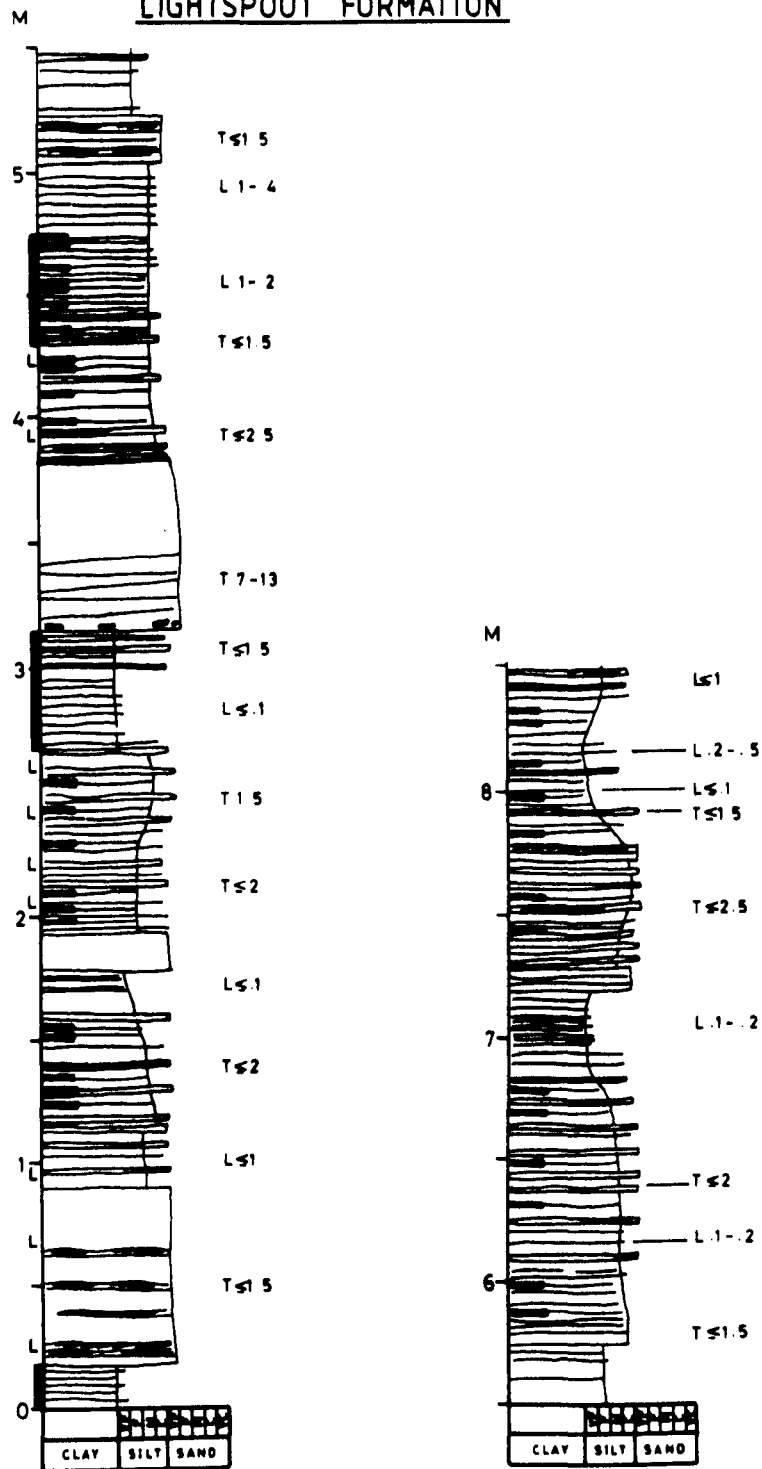 LIGHTSPOUT FORMATION
M
T≤1 5
5
L 1- 4
L 1- 2
T≤1.5
L
4
L
T≤2 5
T 7-13
T≤1 5
3
L≤.1
L
T 1 5
L
L
T≤2
L
2
L≤.1
T≤2
L≤1
1
L
L
T≤1 5
L
0
CLAY SILT SAND
M
L≤1
L .2-.5
8
L≤.1
T≤1 5
T≤2.5
7
L .1-.2
T≤2
L .1-.2
6
T≤1.5
CLAY SILT SAND